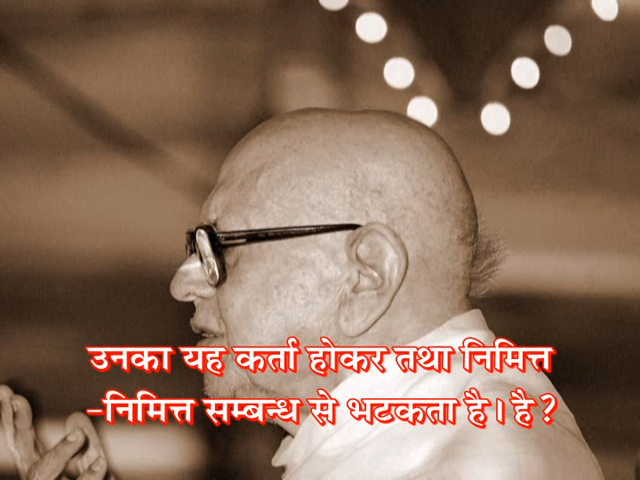 उनका यह कर्ता होकर तथा निमित्त
-निमित्त सम्बन्ध से भटकता है। है ?